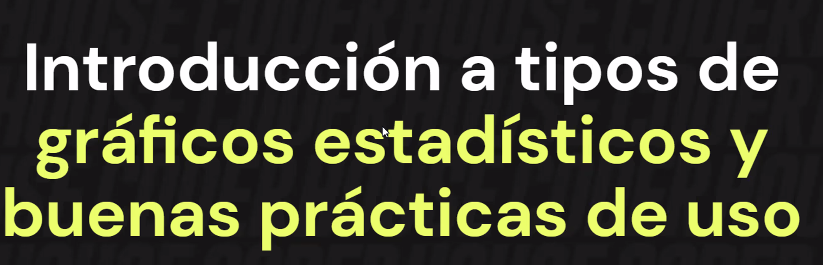 Introducción a tipos de
gráficos estadísticos y
buenas prácticas de uso